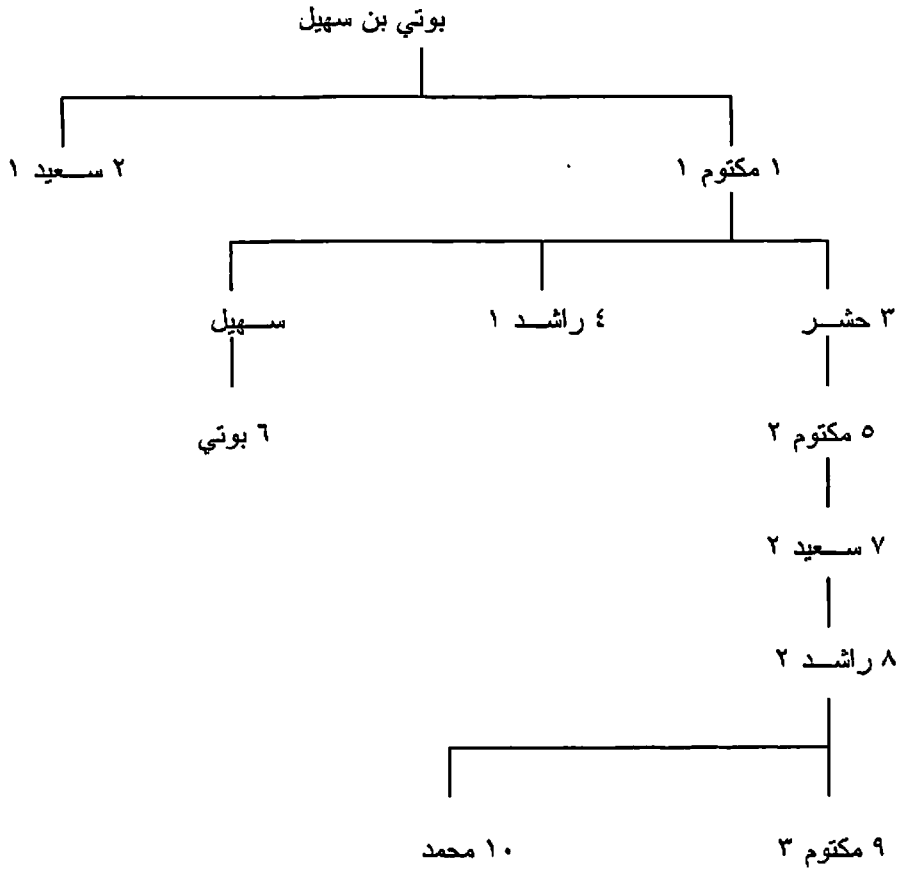 بوتي بن سهيل
١ مكتوم ١
٢ سعيد ١
٣ حشر
٤ راشد ١
سهيل
٥ مكتوم ٢
٦ بوتي
٧ سعيد ٢
٨ راشد ٢
٩ مكتوم ٣
١٠ محمد